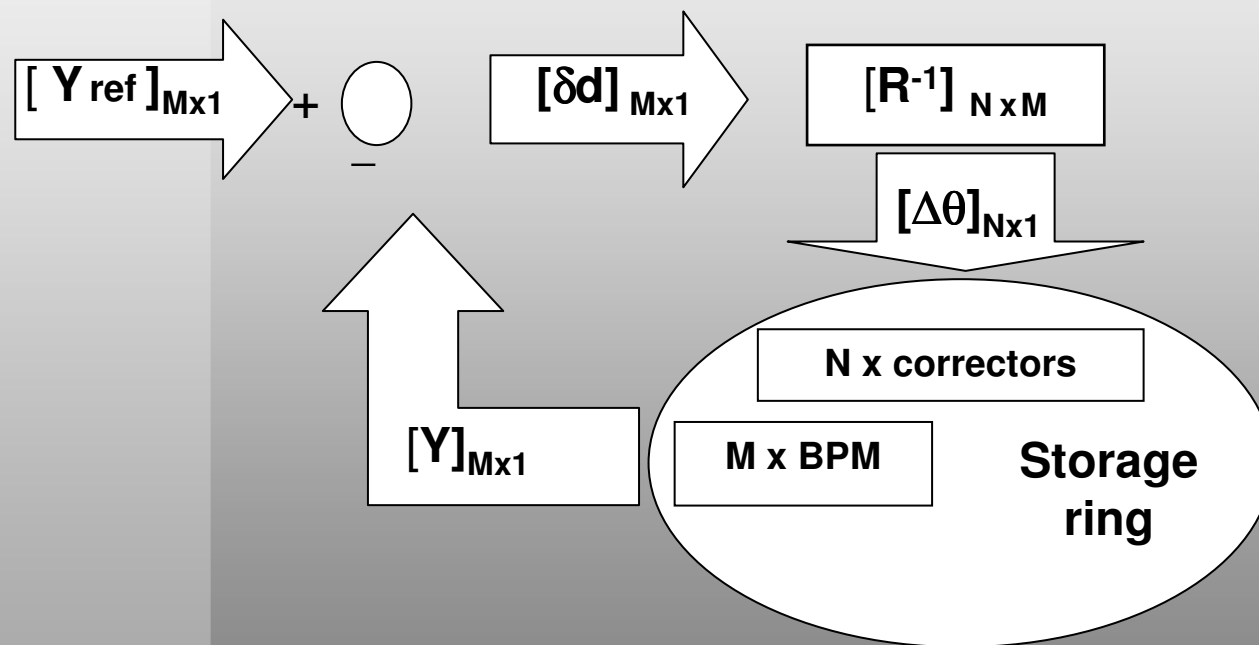 [ Y ref ]Mx1
+
–
[δd] Mx1
[R-1] N x M
[Δθ]Nx1
N x correctors
M x BPM
[Y]Mx1
Storage
ring